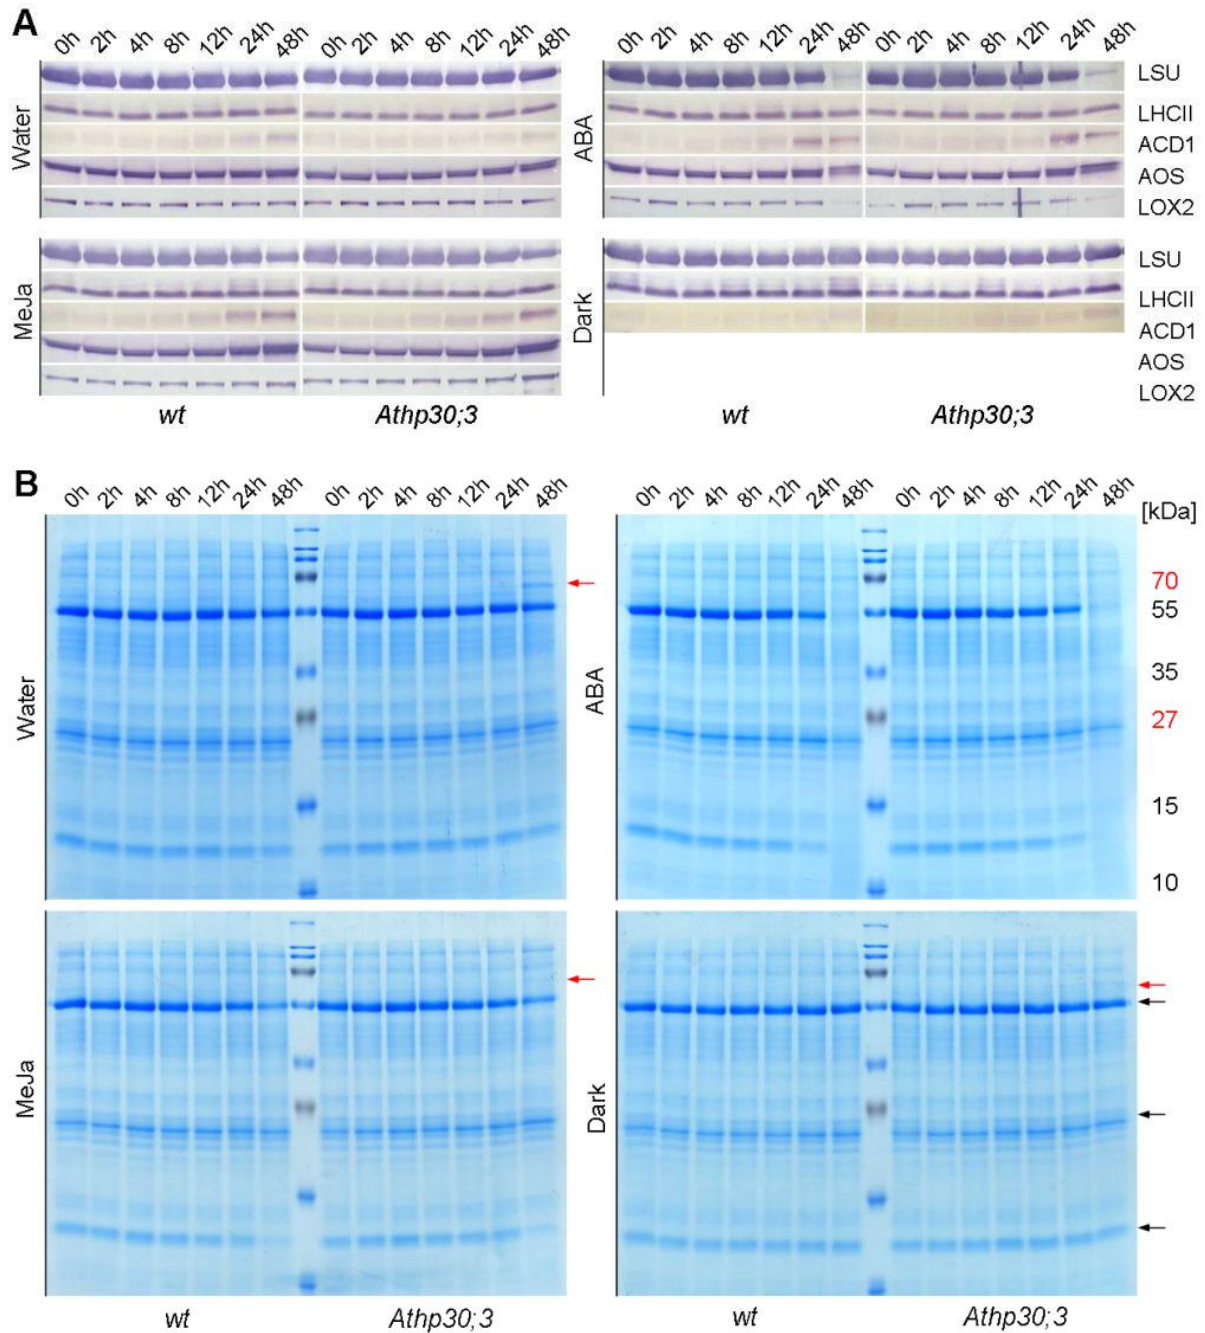 A
0h 2h 4h 8h 12h 24h 48h 0h 2h 4h 8h 12h 24h 48h
0h 2h 4h 8h 12h 24h 48h 0h 2h 4h 8h 12h 24h 48h
Water
ABA
LSU
LHCII
ACD1
AOS
LOX2
MeJa
Dark
LSU
LHCII
ACD1
AOS
LOX2
wt
Athp30;3
wt
Athp30;3
B
0h 2h 4h 8h 12h 24h 48h 0h 2h 4h 8h 12h 24h 48h
0h 2h 4h 8h 12h 24h 48h 0h 2h 4h 8h 12h 24h 48h
[kDa]
Water
ABA
70
55
35
27
15
10
MeJa
Dark
wt
Athp30;3
wt
Athp30;3